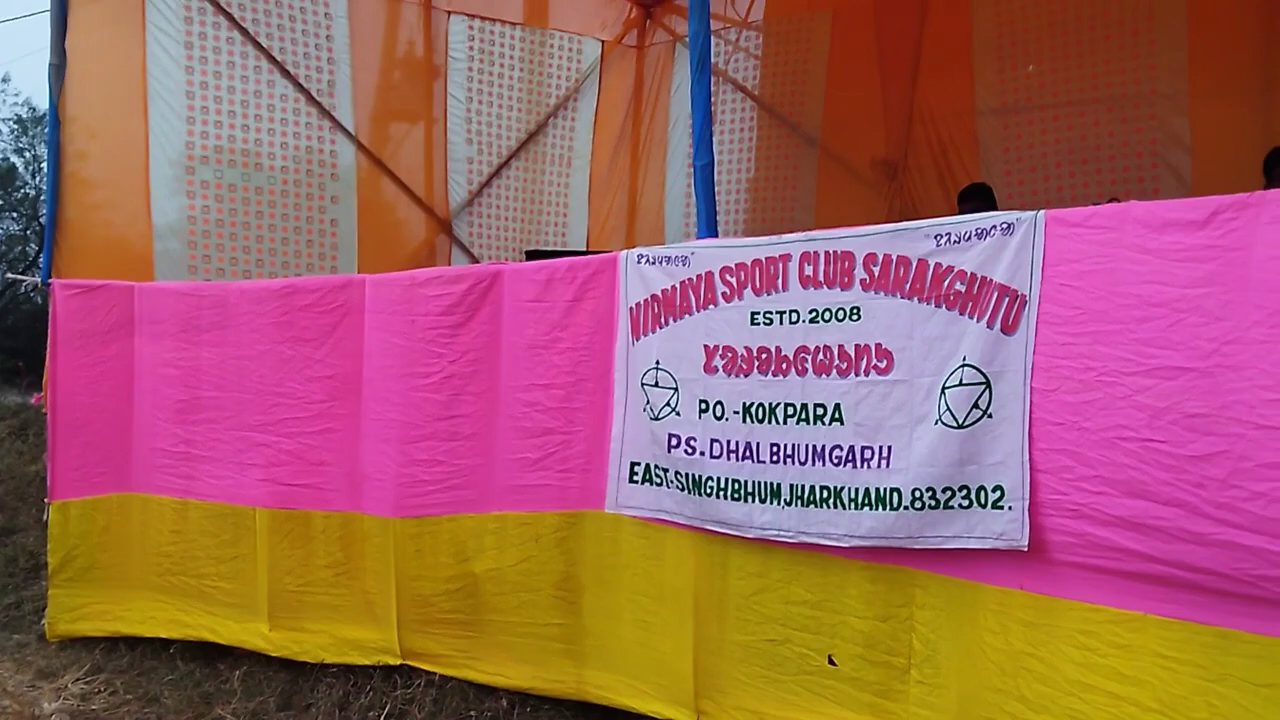 NIRMAYA SPORT CLUB SARAKGHUTU
ESTD.2008
PO.-KOKPARA
PS.DHALBHUMGARH
EAST-SINGHBHUM,JHARKHAND.832302.